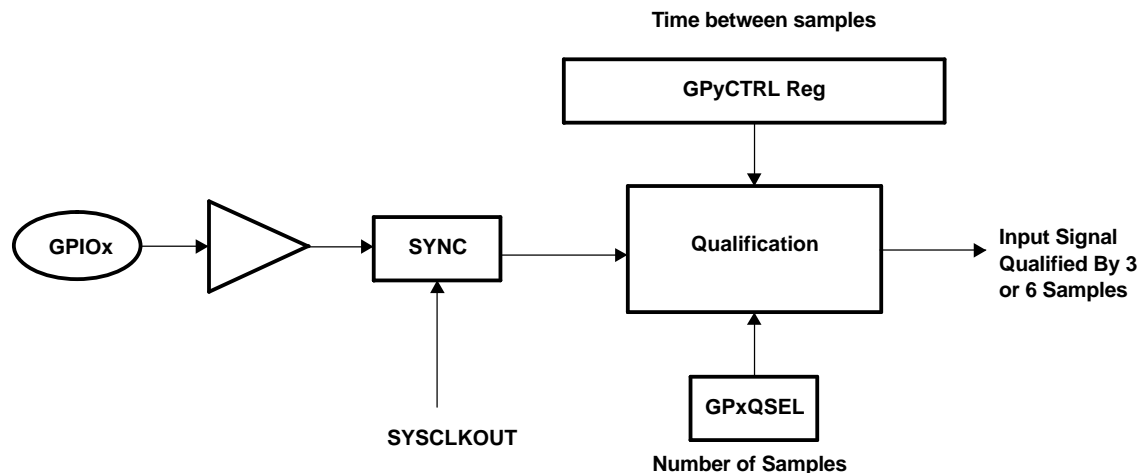 Time between samples
GPyCTRL Reg
GPIOx
SYNC
Qualification
Input Signal
Qualified By 3
or 6 Samples
GPxQSEL
SYSCLKOUT
Number of Samples